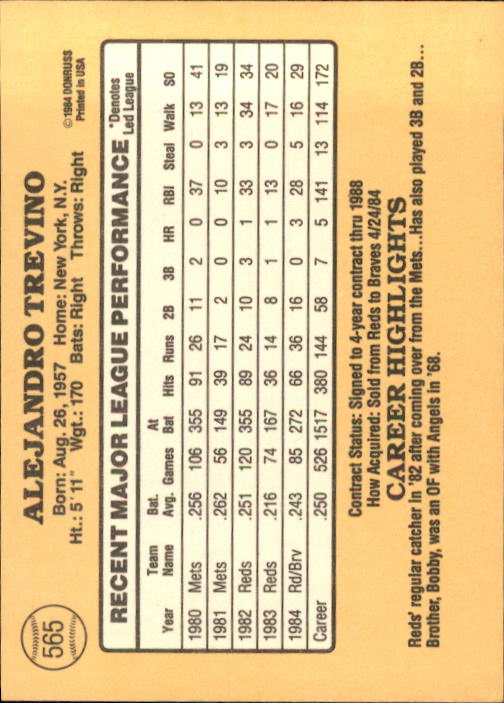 565
ALEJANDRO TREVINO
Born: Aug. 26, 1957 Home: New York, N.Y.
Ht.: 5'11" Wgt.: 170 Bats: Right Throws: Right
© 1984 DONRUSS
Printed in USA
RECENT MAJOR LEAGUE PERFORMANCE *Denotes Led League
Year Team Name Bat. Avg. Games At Bat Hits Runs 2B 3B HR RBI Steal Walk SO
1980 Mets .256 106 355 91 26 11 2 0 37 0 13 41
1981 Mets .262 56 149 39 17 2 0 0 10 3 13 19
1982 Reds .251 120 355 89 24 10 3 1 33 3 34 34
1983 Reds .216 74 167 36 14 8 1 1 13 0 17 20
1984 Rd/Brv .243 85 272 66 36 16 0 3 28 5 16 29
Career .250 526 1517 380 144 58 7 5 141 13 114 172
Contract Status: Signed to 4-year contract thru 1988
How Acquired: Sold from Reds to Braves 4/24/84
CAREER HIGHLIGHTS
Reds' regular catcher in '82 after coming over from the Mets...Has also played 3B and 2B...
Brother, Bobby, was an OF with Angels in '68.